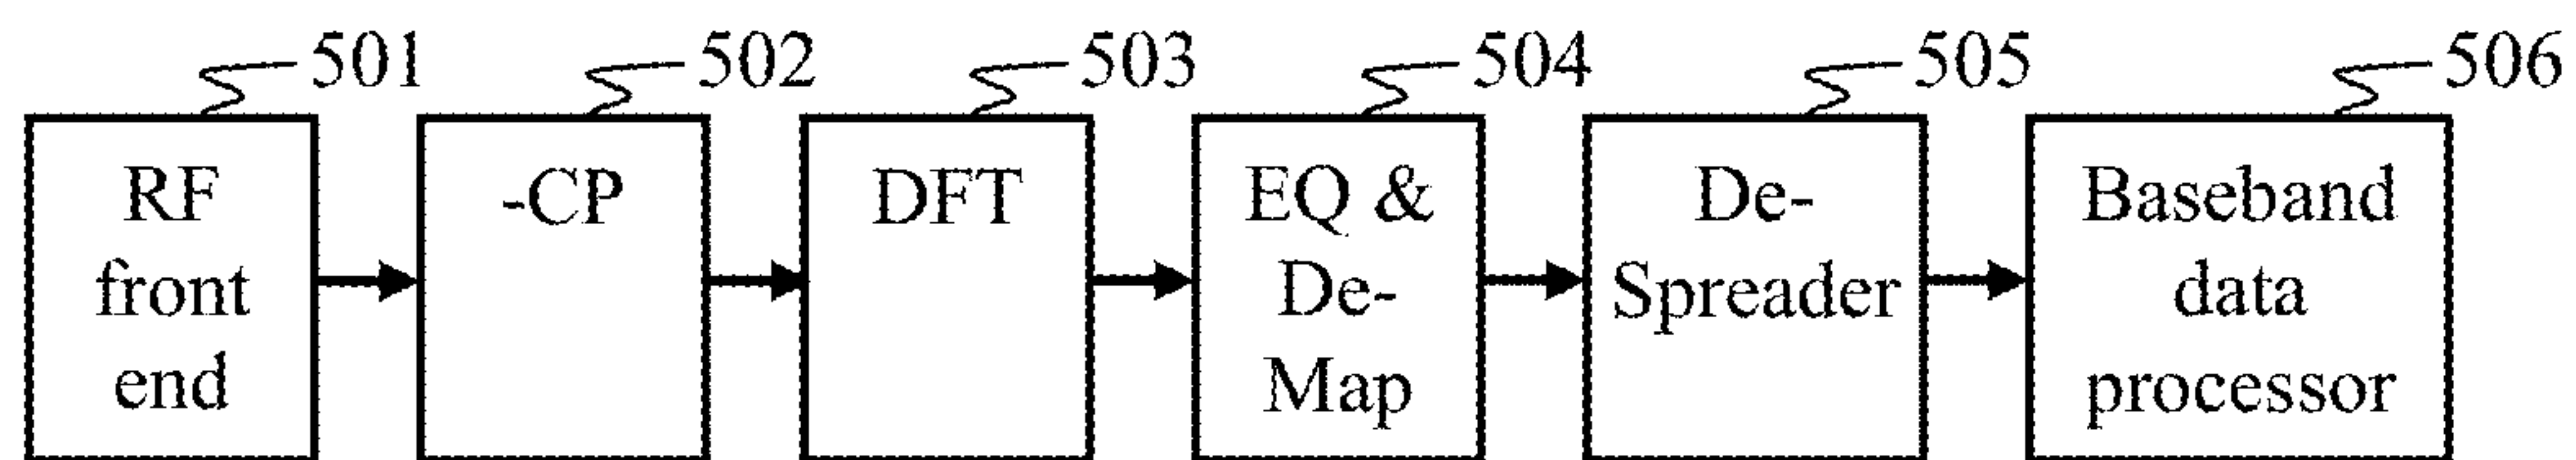 501 502 503 504 505 506
RF
front
end
-CP
DFT
EQ &
De-
Map
De-
Spreader
Baseband
data
processor